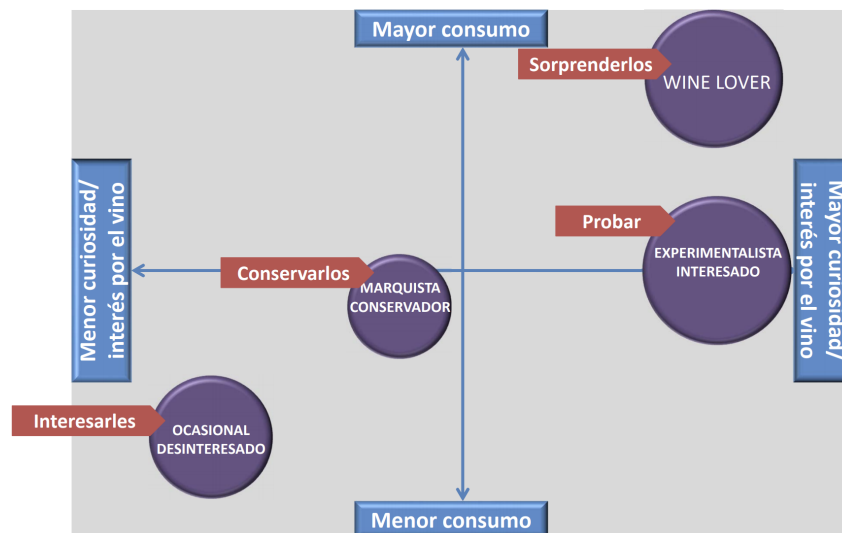 Mayor consumo
Sorprenderlos
WINE LOVER
Menor curiosidad/
interés por el vino
Mayor curiosidad/
interés por el vino
Probar
EXPERIMENTALISTA
INTERESADO
Conservarlos
MARQUISTA
CONSERVADOR
Interesarles
OCASIONAL
DESINTERESADO
Menor consumo